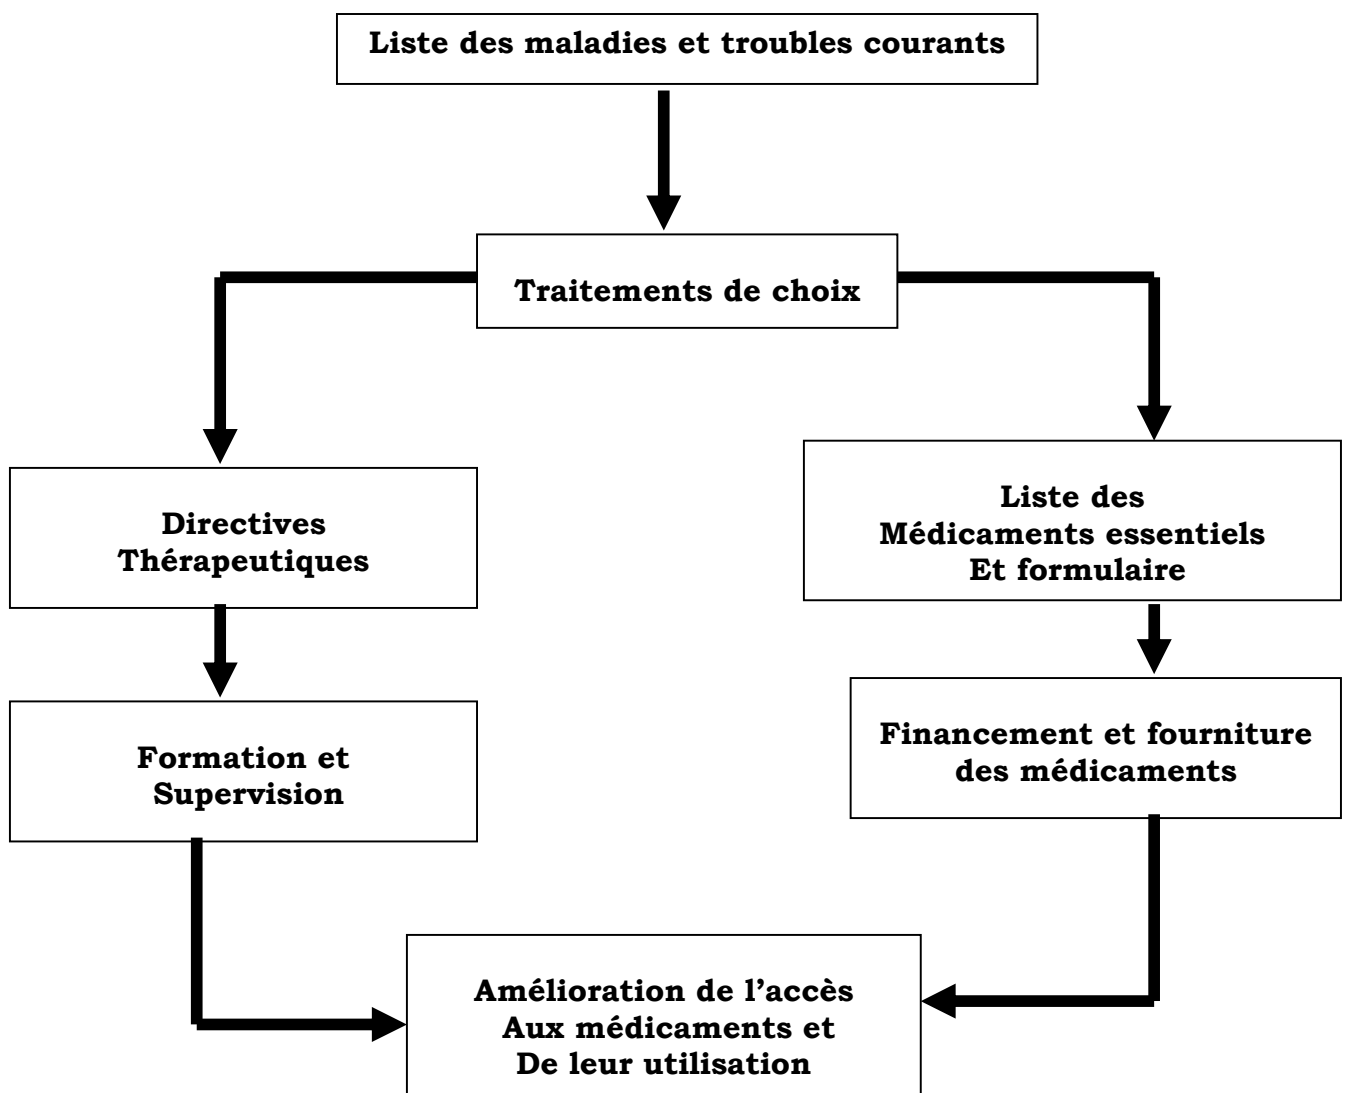 Liste des maladies et troubles courants
Traitements de choix
Directives
Thérapeutiques
Liste des
Médicaments essentiels
Et formulaire
Formation et
Supervision
Financement et fourniture
des médicaments
Amélioration de l’accès
Aux médicaments et
De leur utilisation